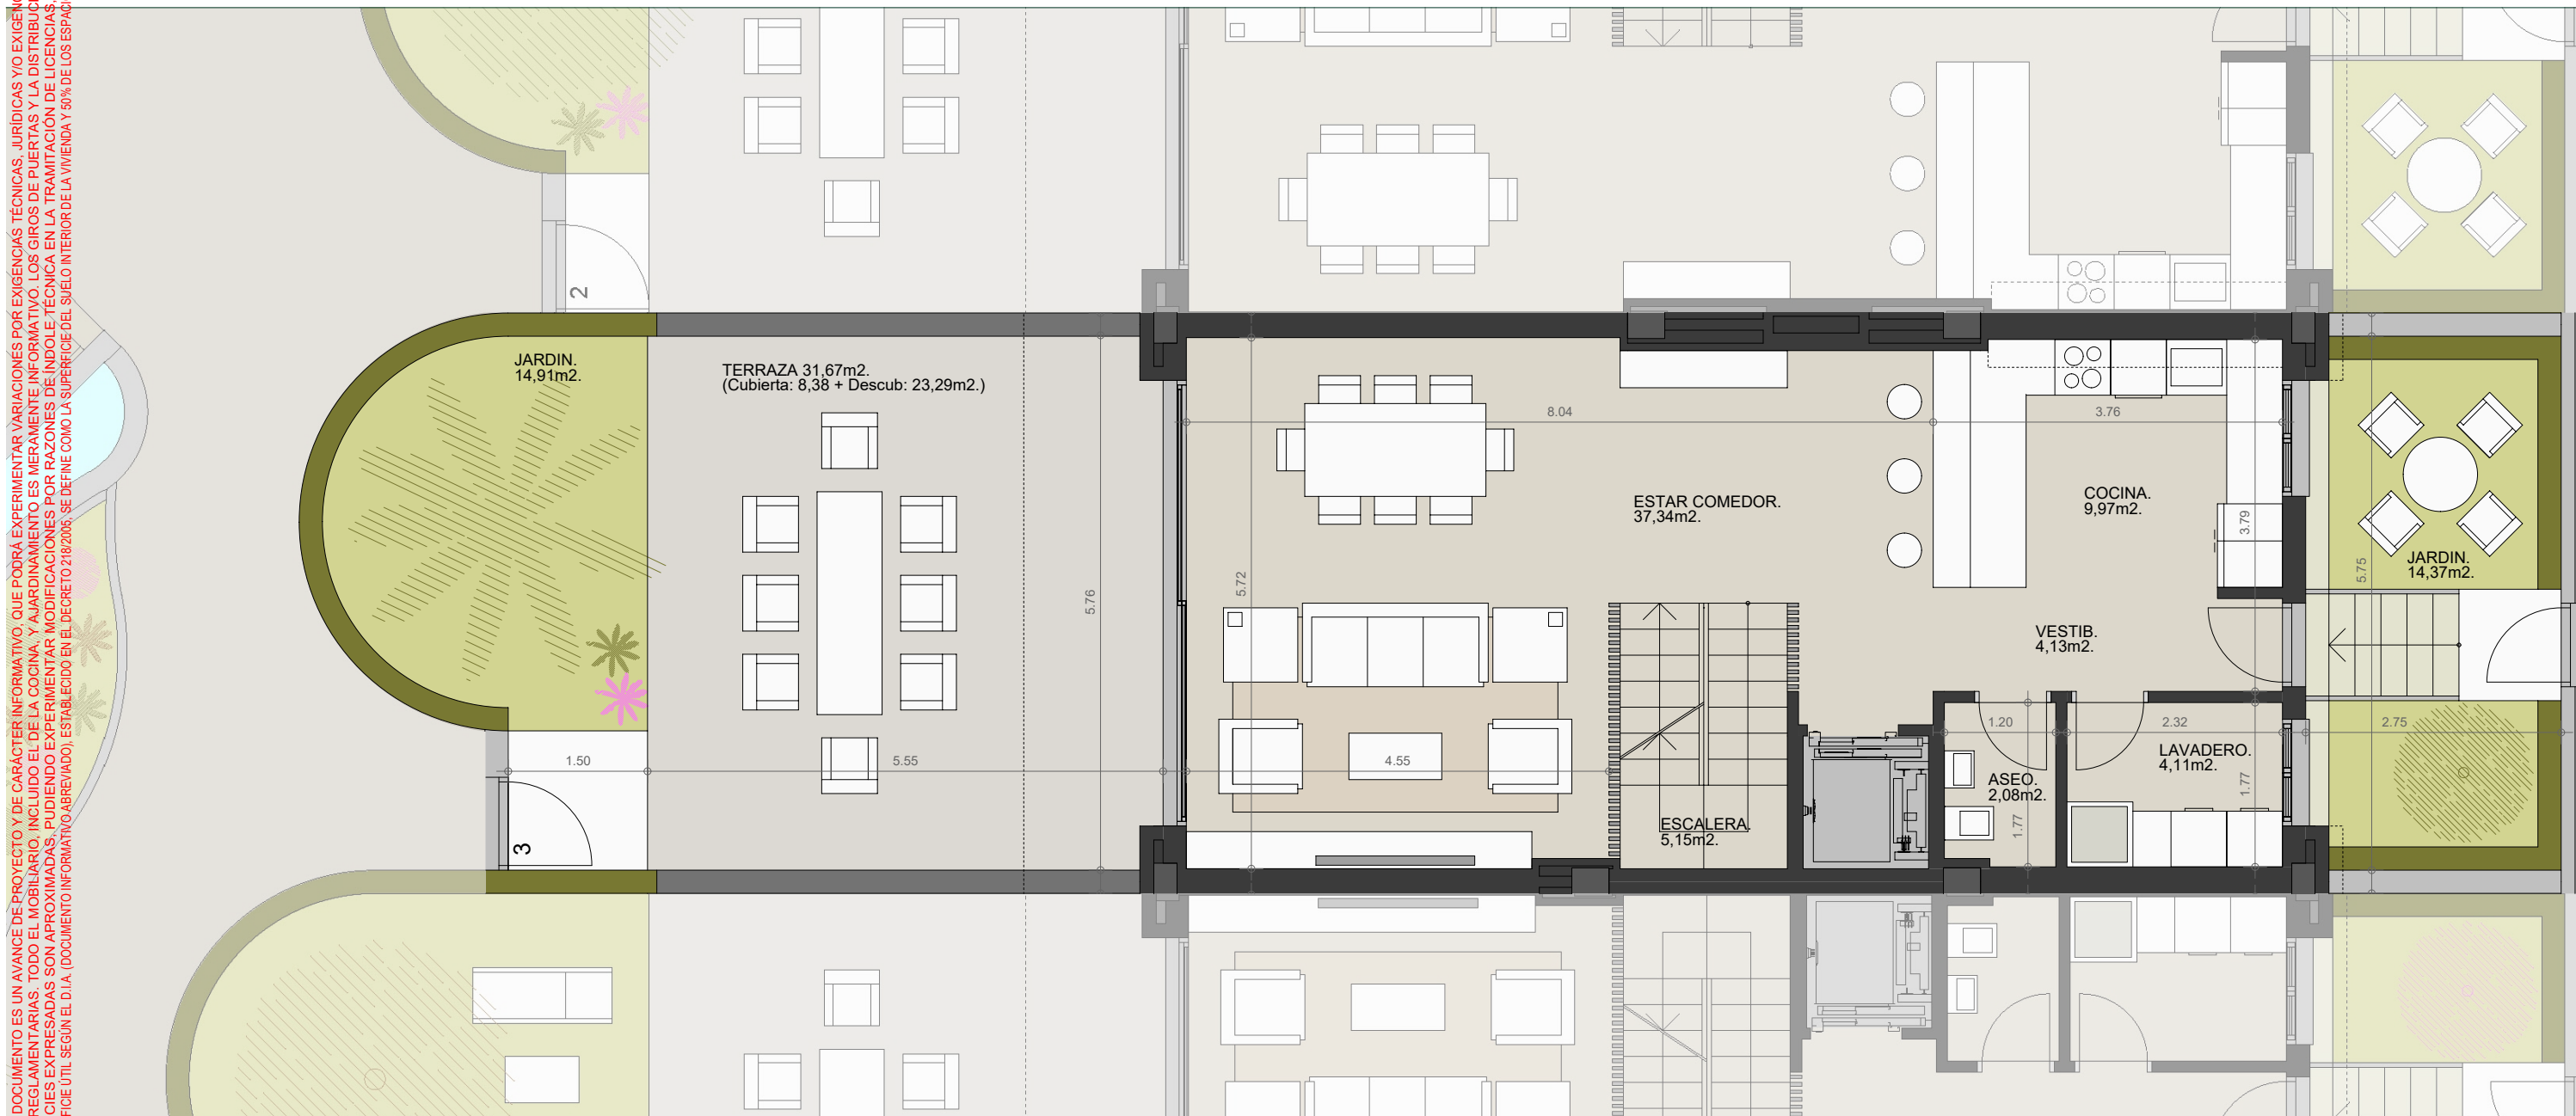 DOCUMENTO ES UN AVANCE DE PROYECTO Y DE CARÁCTER INFORMATIVO, QUE PODRÁ EXPERIMENTAR VARIACIONES POR EXIGENCIAS TÉCNICAS, JURÍDICAS Y/O
REGLAMENTARIAS. TODO EL MOBILIARIO, INCLUIDO EL DE LA COCINA, Y AJARDINAMIENTO ES MERAMENTE INFORMATIVO. LOS GIROS DE PUERTAS Y LA
EXPRESADAS SON APROXIMADAS, PUDIENDO EXPERIMENTAR MODIFICACIONES POR RAZONES DE ÍNDOLE TÉCNICA EN LA TRAMITACIÓN DE LICENCIAS,
ÚTIL SEGÚN EL D.I.A. (DOCUMENTO INFORMATIVO ABREVIADO), ESTABLECIDO EN EL DECRETO 218/2005, SE DEFINE COMO LA SUPERFICIE DEL SUELO INTERIOR DE LA VIVIENDA Y 50% DE LOS
2
JARDIN.
14,91m2.
TERRAZA 31,67m2.
(Cubierta: 8,38 + Descub: 23,29m2.)
8.04
3.76
ESTAR COMEDOR.
37,34m2.
COCINA.
9,97m2.
3.79
JARDIN.
14,37m2.
5.76
5.72
5.75
VESTIB.
4,13m2.
1.20
2.32
2.75
LAVADERO.
4,11m2.
1.50
5.55
4.55
ASEO.
2,08m2.
1.77
1.77
ESCALERA.
5,15m2.
3